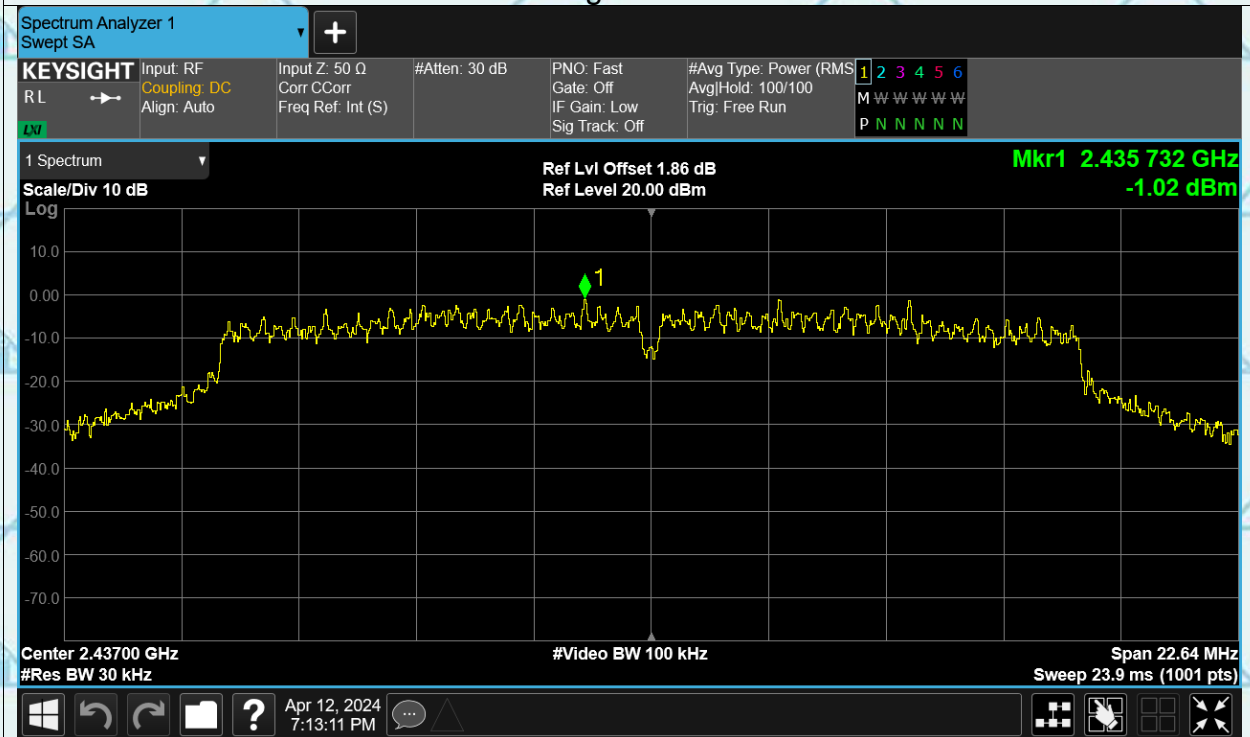 Spectrum Analyzer 1
Swept SA
+
KEYSIGHT
R L
LXI
Input: RF
Coupling: DC
Align: Auto
Input Z: 50 Ω
Corr CCorr
Freq Ref: Int (S)
#Atten: 30 dB
PNO: Fast
Gate: Off
IF Gain: Low
Sig Track: Off
#Avg Type: Power (RMS
Avg|Hold: 100/100
Trig: Free Run
1 2 3 4 5 6
M W W W W W
P N N N N N
1 Spectrum
Scale/Div 10 dB
Ref Lvl Offset 1.86 dB
Ref Level 20.00 dBm
Mkr1 2.435 732 GHz
-1.02 dBm
Log
10.0
0.00
-10.0
-20.0
-30.0
-40.0
-50.0
-60.0
-70.0
1
Center 2.43700 GHz
#Res BW 30 kHz
#Video BW 100 kHz
Span 22.64 MHz
Sweep 23.9 ms (1001 pts)
?
Apr 12, 2024
7:13:11 PM